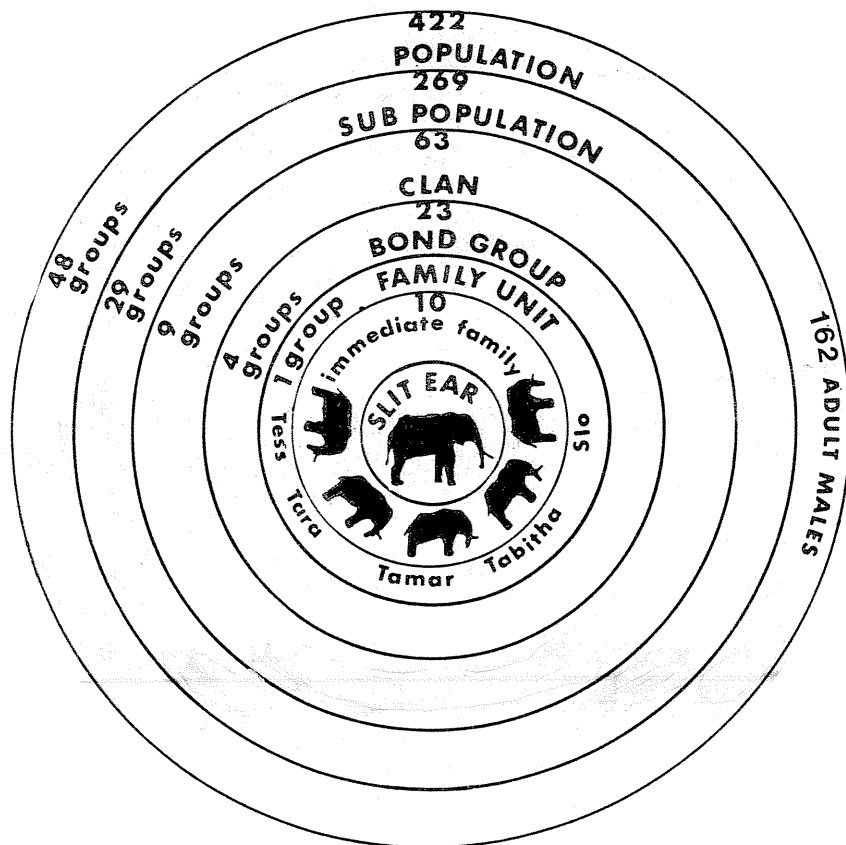 422
POPULATION
269
SUB POPULATION
63
CLAN
23
BOND GROUP
FAMILY UNIT
10
immediate family
SLIT EAR
48 groups
29 groups
9 groups
4 groups
1 group
Tess
Tara
Tamar
Tabitha
Slo
162 ADULT MALES